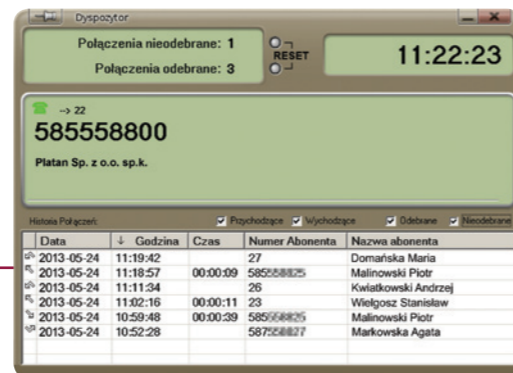 Dyspozytor
Połączenia nieodebrane: 1
Połączenia odebrane: 3
RESET
11:22:23
--> 22
585558800
Platan Sp. z o.o. sp.k.
Historia Połączeń: Przychodzące Wychodzące Odebrane Nieodebrane
Data ↓ Godzina Czas Numer Abonenta Nazwa abonenta
2013-05-24 11:19:42 27 Domańska Maria
2013-05-24 11:18:57 00:00:09 Malinowski Piotr
2013-05-24 11:11:34 26 Kwiatkowski Andrzej
2013-05-24 11:02:16 00:00:11 23 Wielgosz Stanisław
2013-05-24 10:59:48 00:00:39 Malinowski Piotr
2013-05-24 10:52:28 Markowska Agata